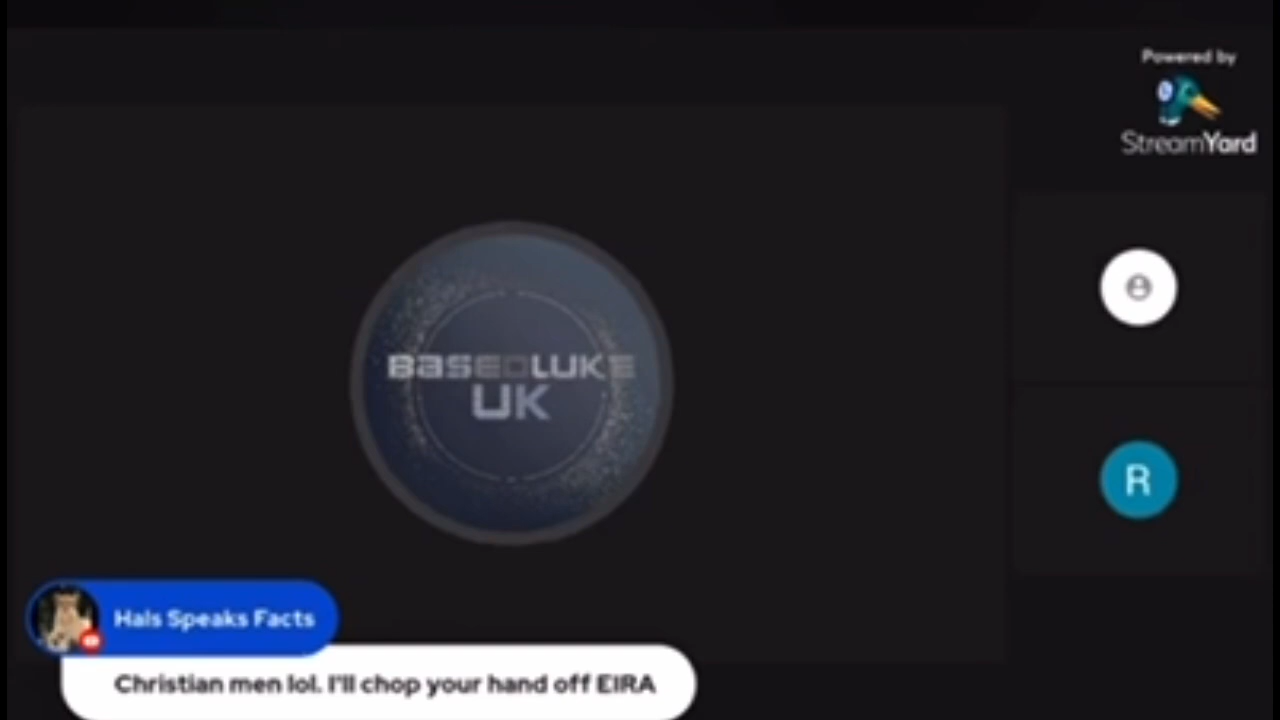 Powered by
StreamYard
BASEDLUKE
UK
R
Hals Speaks Facts
Christian men lol. I'll chop your hand off EIRA